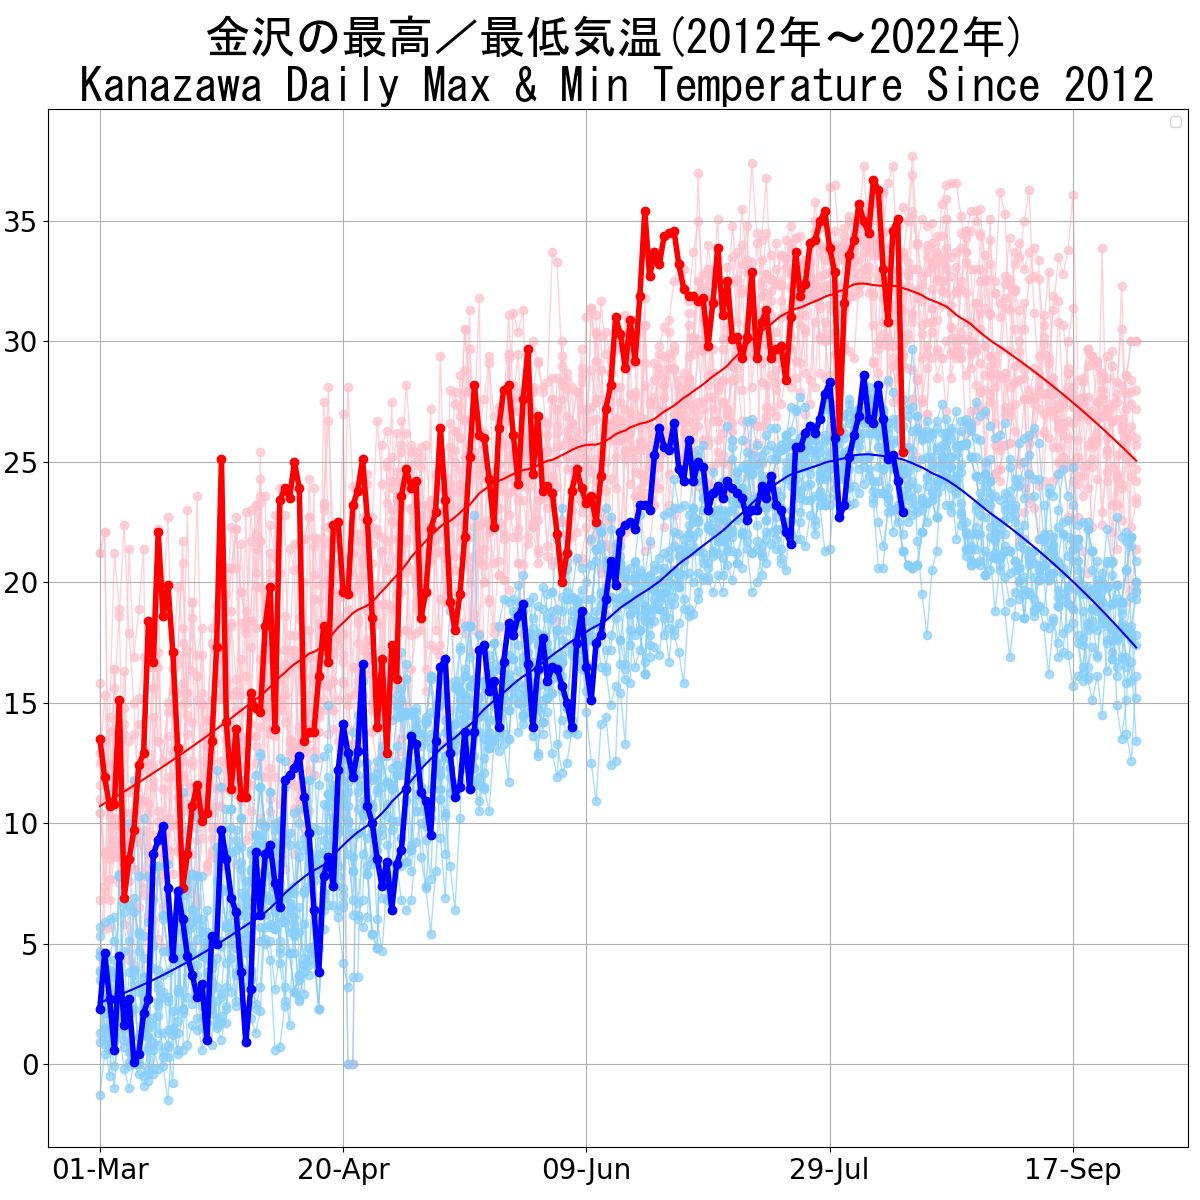 金沢の最高／最低気温(2012年～2022年)
Kanazawa Daily Max & Min Temperature Since 2012
35
30
25
20
15
10
5
0
01-Mar 20-Apr 09-Jun 29-Jul 17-Sep